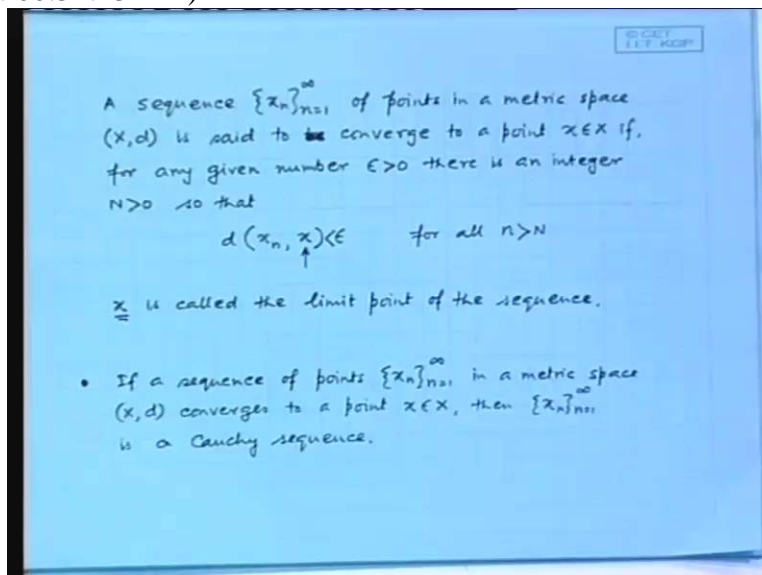 © CET
I.I.T. KGP
A sequence {xₙ}ₙ₌₁^∞ of points in a metric space
(X,d) is said to converge to a point x∈X if,
for any given number ϵ>0 there is an integer
N>0 so that
d(xₙ, x)<ϵ for all n>N
x is called the limit point of the sequence.
• If a sequence of points {xₙ}ₙ₌₁^∞ in a metric space
(X,d) converges to a point x∈X, then {xₙ}ₙ₌₁^∞
is a Cauchy sequence.